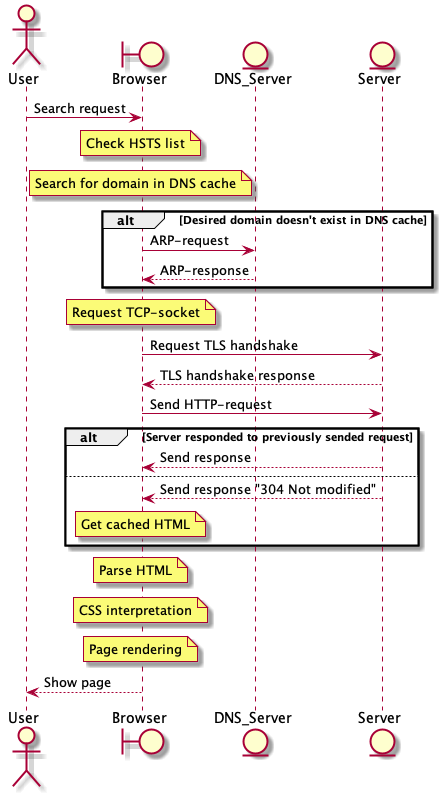 User
Browser
DNS_Server
Server
Search request
Check HSTS list
Search for domain in DNS cache
alt
[Desired domain doesn't exist in DNS cache]
ARP-request
ARP-response
Request TCP-socket
Request TLS handshake
TLS handshake response
Send HTTP-request
alt
[Server responded to previously sended request]
Send response
Send response "304 Not modified"
Get cached HTML
Parse HTML
CSS interpretation
Page rendering
Show page
User
Browser
DNS_Server
Server